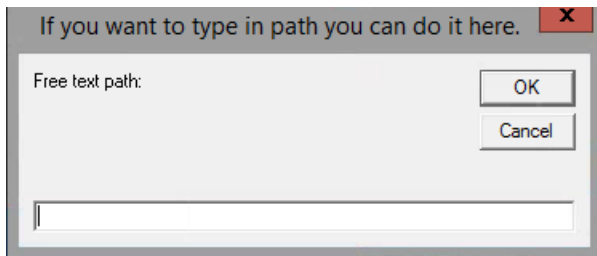 If you want to type in path you can do it here.
x
Free text path:
OK
Cancel